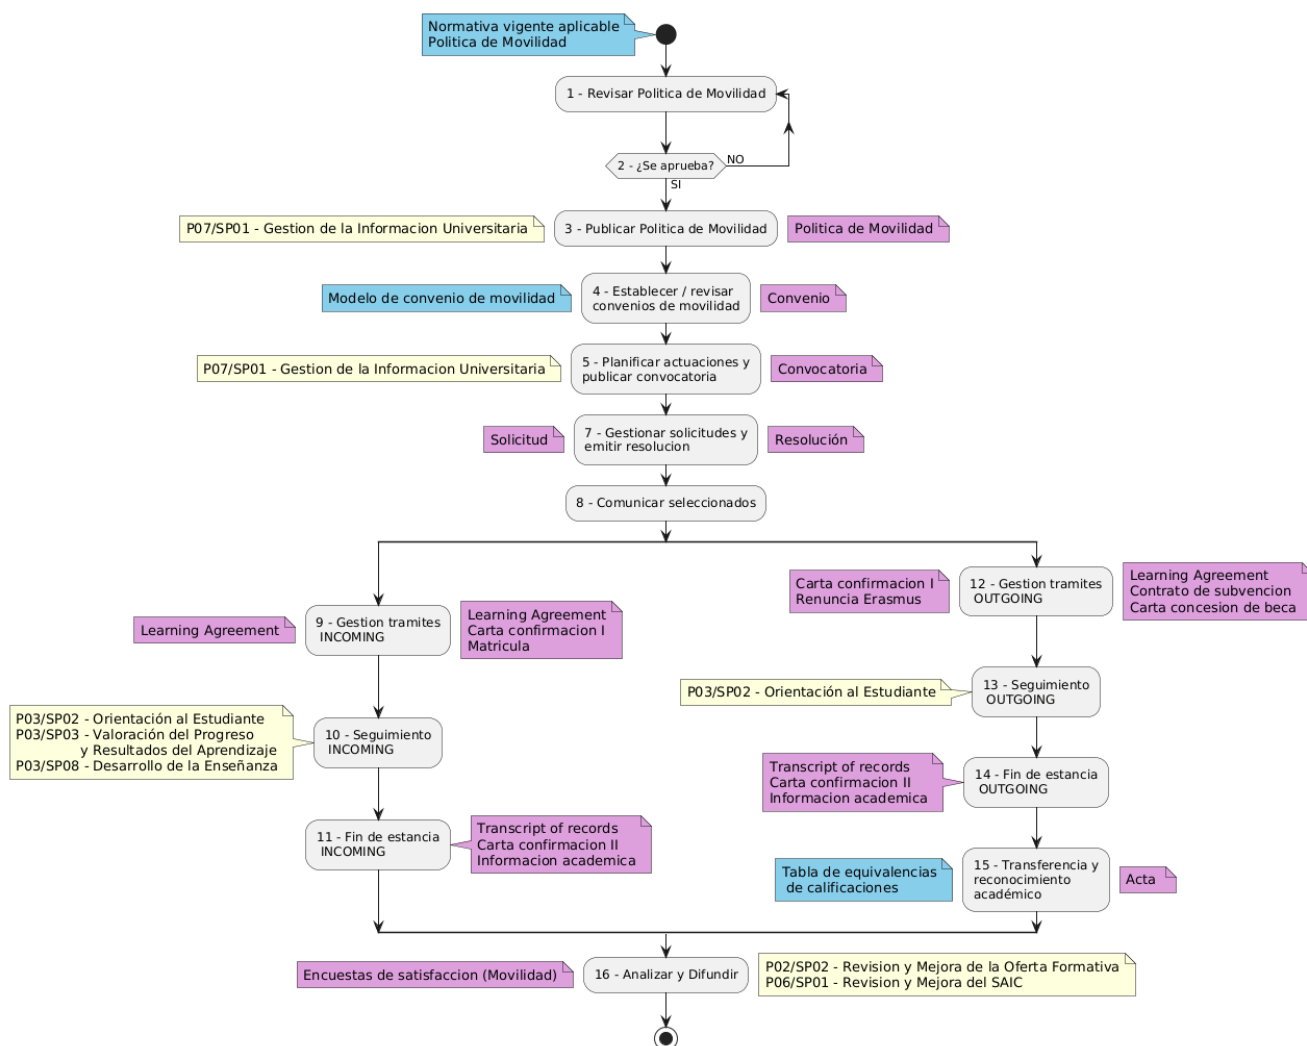 Normativa vigente aplicable
Politica de Movilidad
1 - Revisar Politica de Movilidad
2 - ¿Se aprueba?
NO
SI
P07/SP01 - Gestion de la Informacion Universitaria
3 - Publicar Politica de Movilidad
Politica de Movilidad
Modelo de convenio de movilidad
4 - Establecer / revisar
convenios de movilidad
Convenio
P07/SP01 - Gestion de la Informacion Universitaria
5 - Planificar actuaciones y
publicar convocatoria
Convocatoria
Solicitud
7 - Gestionar solicitudes y
emitir resolucion
Resolución
8 - Comunicar seleccionados
Learning Agreement
9 - Gestion tramites
INCOMING
Learning Agreement
Carta confirmacion I
Matricula
P03/SP02 - Orientación al Estudiante
P03/SP03 - Valoración del Progreso
y Resultados del Aprendizaje
P03/SP08 - Desarrollo de la Enseñanza
10 - Seguimiento
INCOMING
11 - Fin de estancia
INCOMING
Transcript of records
Carta confirmacion II
Informacion academica
Carta confirmacion I
Renuncia Erasmus
12 - Gestion tramites
OUTGOING
Learning Agreement
Contrato de subvencion
Carta concesion de beca
P03/SP02 - Orientación al Estudiante
13 - Seguimiento
OUTGOING
Transcript of records
Carta confirmacion II
Informacion academica
14 - Fin de estancia
OUTGOING
Tabla de equivalencias
de calificaciones
15 - Transferencia y
reconocimiento
académico
Acta
Encuestas de satisfaccion (Movilidad)
16 - Analizar y Difundir
P02/SP02 - Revision y Mejora de la Oferta Formativa
P06/SP01 - Revision y Mejora del SAIC